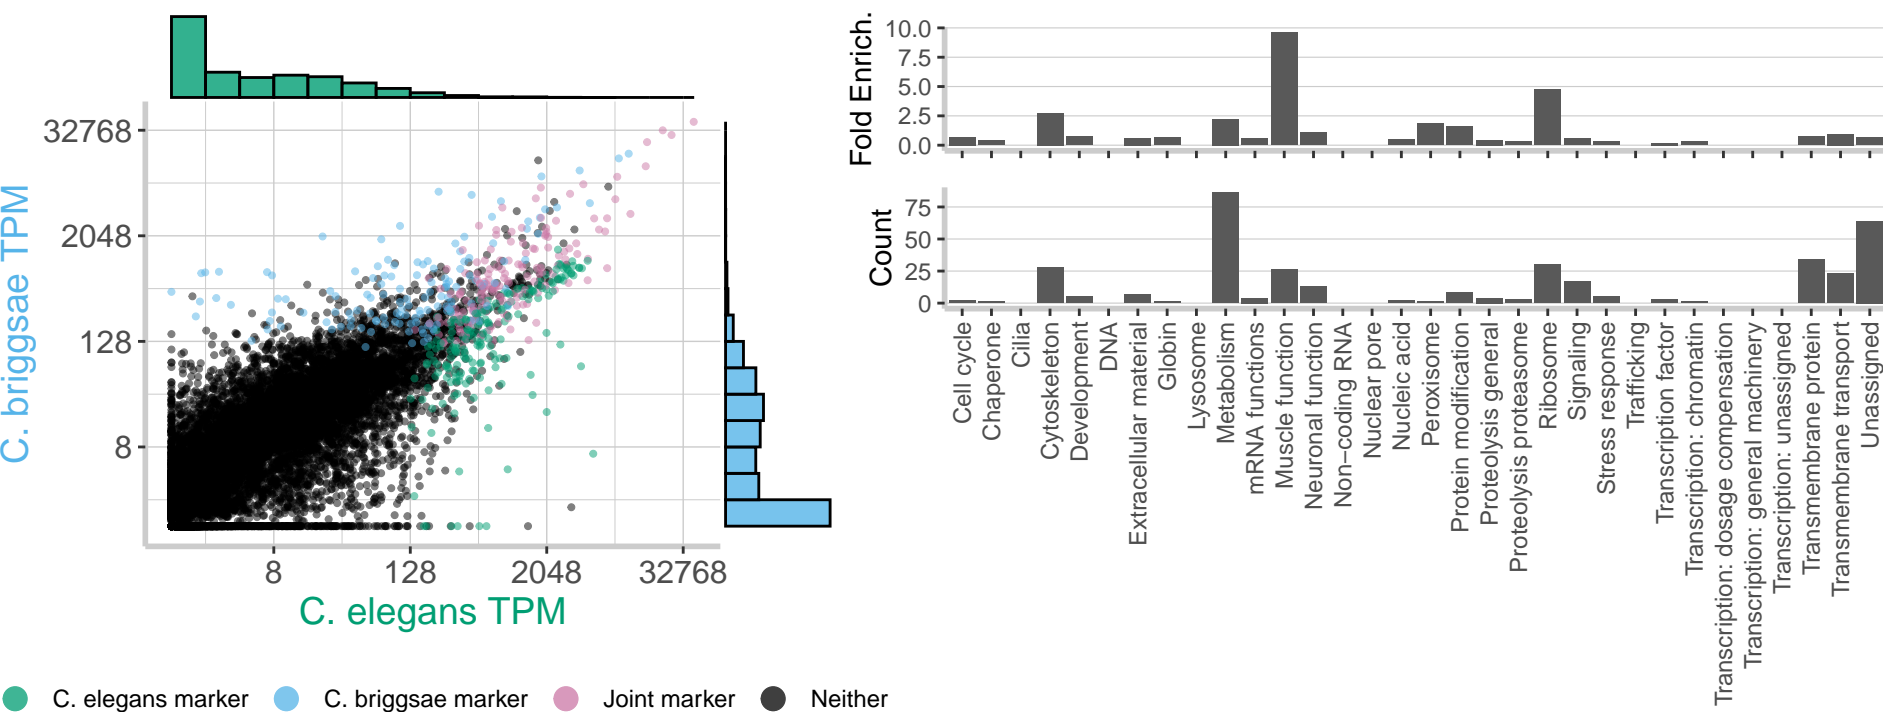 C. briggsae TPM
32768
2048
128
8
8
128
2048
32768
C. elegans TPM
C. elegans marker
C. briggsae marker
Joint marker
Neither
Fold Enrich.
10.0
7.5
5.0
2.5
0.0
Count
75
50
25
0
Cell cycle
Chaperone
Cilia
Cytoskeleton
Development
DNA
Extracellular material
Globin
Lysosome
Metabolism
mRNA functions
Muscle function
Neuronal function
Non−coding RNA
Nuclear pore
Nucleic acid
Peroxisome
Protein modification
Proteolysis general
Proteolysis proteasome
Ribosome
Signaling
Stress response
Trafficking
Transcription factor
Transcription: chromatin
Transcription: dosage compensation
Transcription: general machinery
Transcription: unassigned
Transmembrane protein
Transmembrane transport
Unassigned